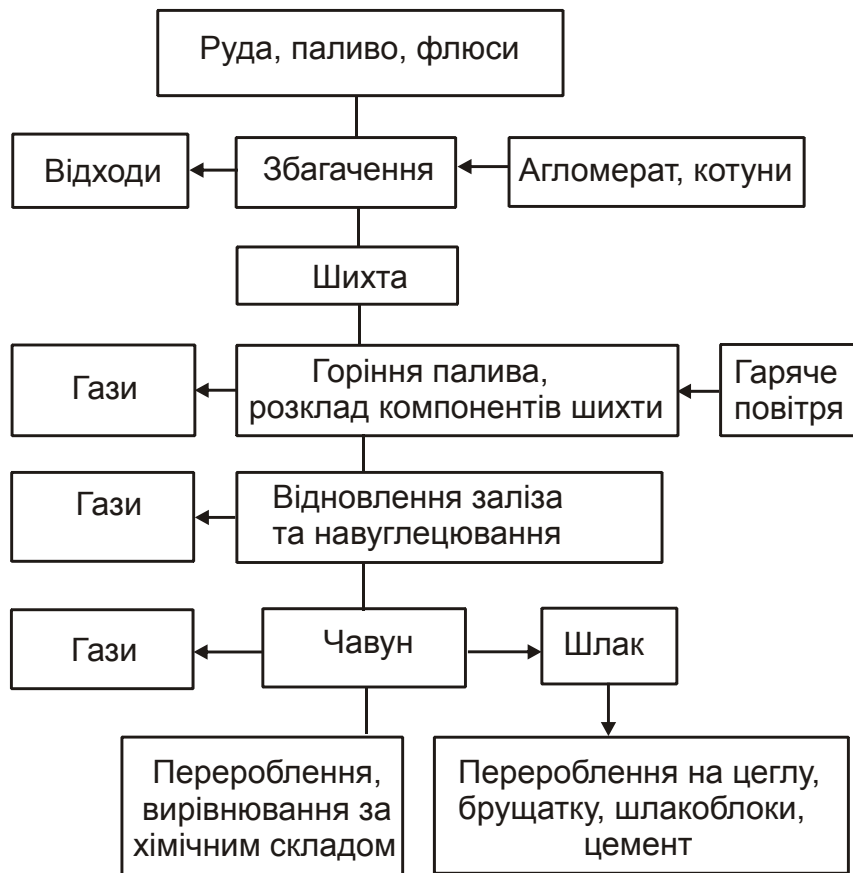 Руда, паливо, флюси
Відходи
Збагачення
Агломерат, котуни
Шихта
Гази
Горіння палива,
розклад компонентів шихти
Гаряче
повітря
Гази
Відновлення заліза
та навуглецювання
Гази
Чавун
Шлак
Перероблення,
вирівнювання за
хімічним складом
Перероблення на цеглу,
брущатку, шлакоблоки,
цемент